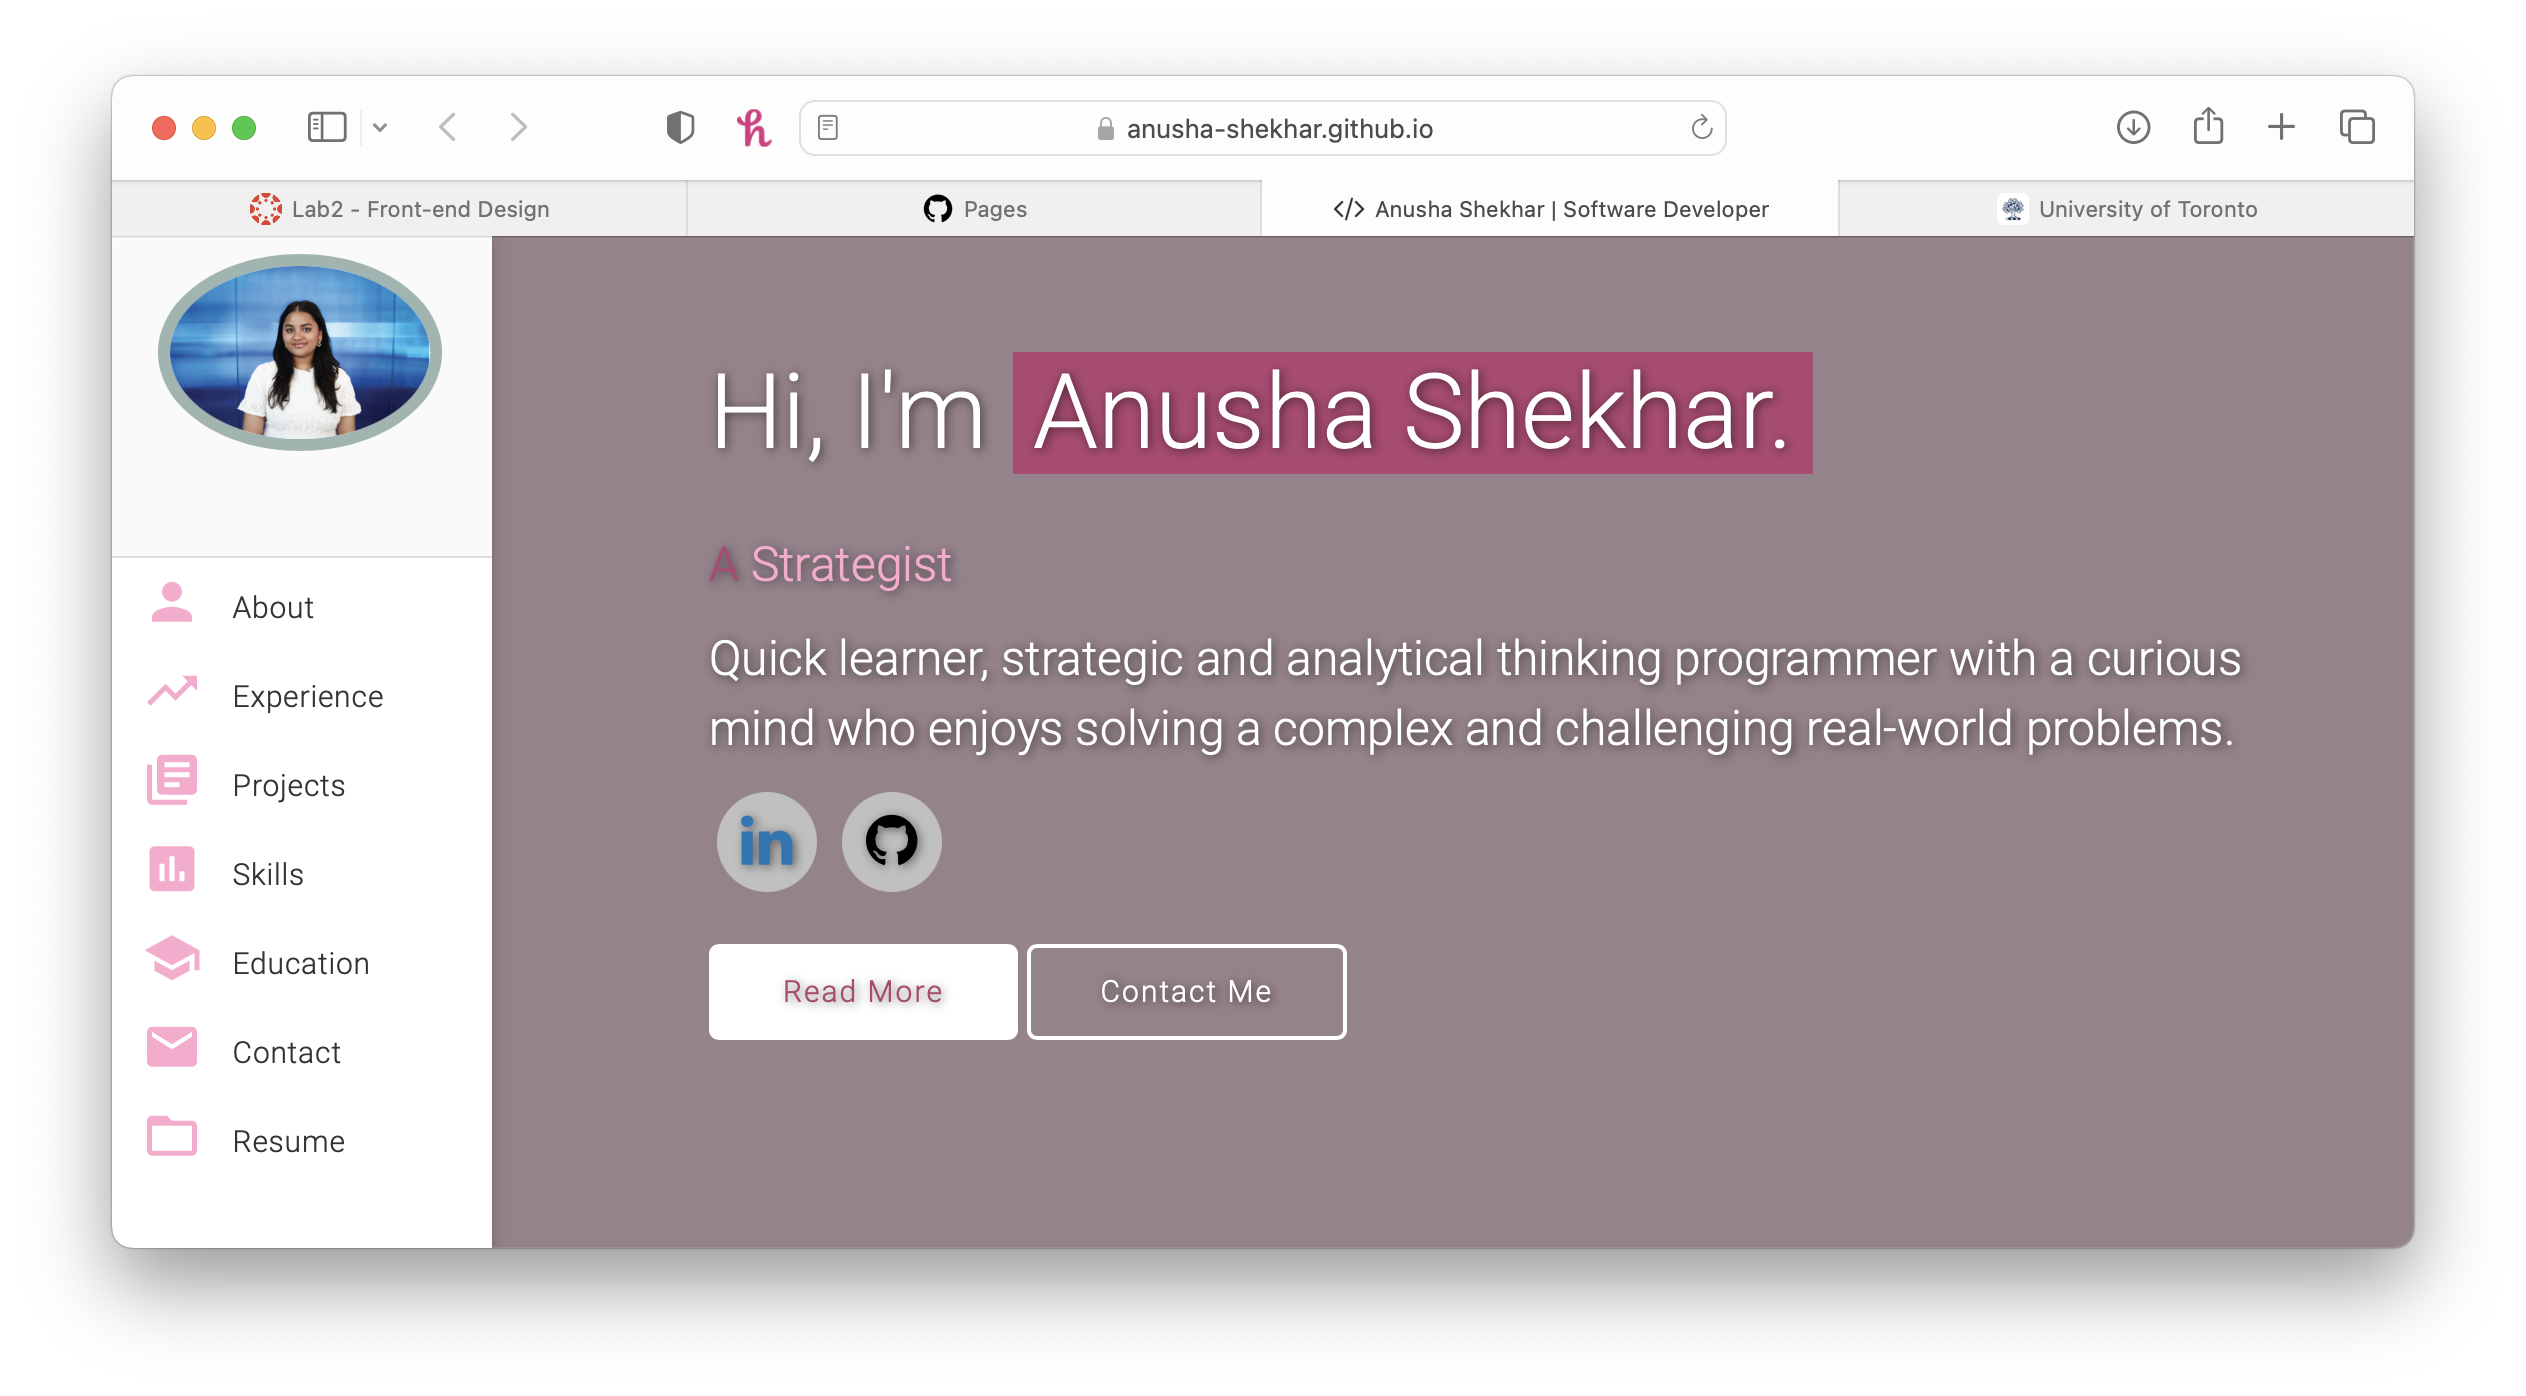 anusha-shekhar.github.io
Lab2 - Front-end Design
Pages
</> Anusha Shekhar | Software Developer
University of Toronto
Hi, I'm Anusha Shekhar.
A Strategist
Quick learner, strategic and analytical thinking programmer with a curious
mind who enjoys solving a complex and challenging real-world problems.
in
Read More
Contact Me
About
Experience
Projects
Skills
Education
Contact
Resume